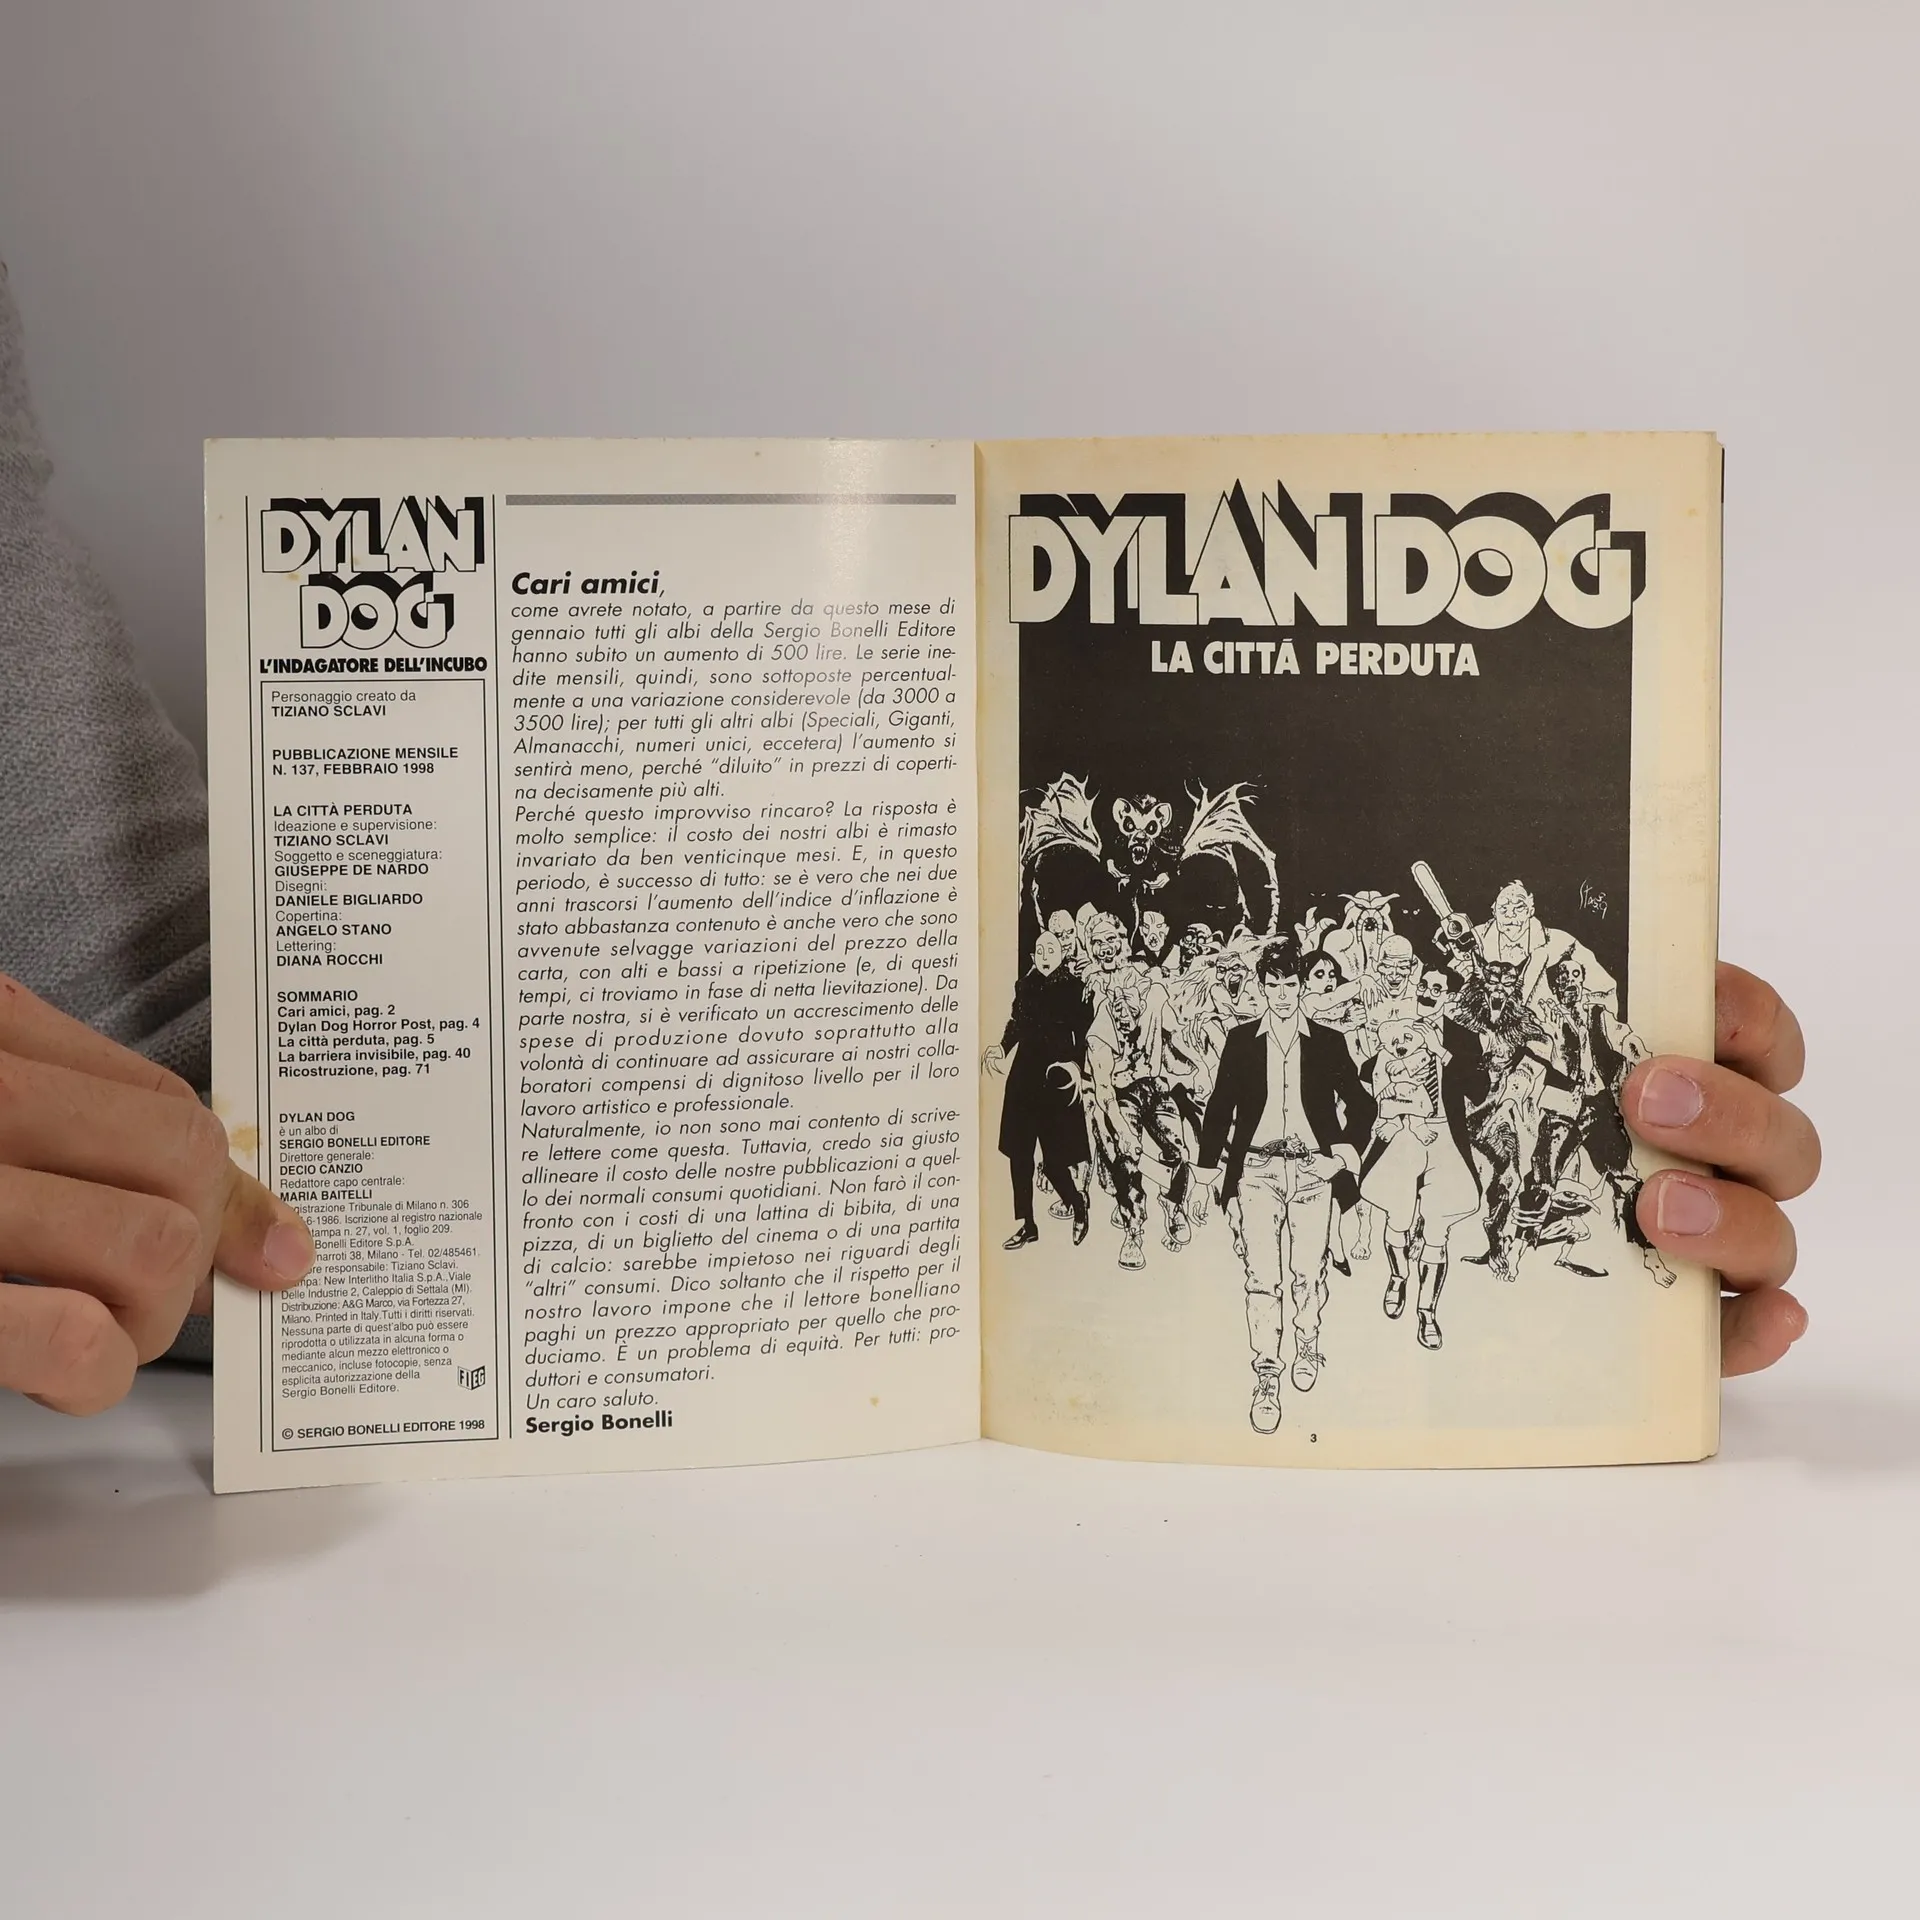 DYLAN
DOG
L'INDAGATORE DELL'INCUBO
Personaggio creato da
TIZIANO SCLAVI
PUBBLICAZIONE MENSILE
N. 137, FEBBRAIO 1998
LA CITTÀ PERDUTA
Ideazione e supervisione:
TIZIANO SCLAVI
Soggetto e sceneggiatura:
GIUSEPPE DE NARDO
Disegni:
DANIELE BIGLIARDO
Copertina:
ANGELO STANO
Lettering:
DIANA ROCCHI
SOMMARIO
Cari amici, pag. 2
Dylan Dog Horror Post, pag. 4
La città perduta, pag. 5
La barriera invisibile, pag. 40
Ricostruzione, pag. 71
DYLAN DOG
è un albo di
SERGIO BONELLI EDITORE
Direttore generale:
DECIO CANZIO
Redattore capo centrale:
MARIA BAITELLI
gistrazione Tribunale di Milano n. 306
-6-1986. Iscrizione al registro nazionale
tampa n. 27, vol. 1, foglio 209.
Bonelli Editore S.p.A.
narroti 38, Milano - Tel. 02/485461.
re responsabile: Tiziano Sclavi.
mpa: New Interlitho Italia S.p.A.,Viale
Delle Industrie 2, Caleppio di Settala (MI).
Distribuzione: A&G Marco, via Fortezza 27,
Milano. Printed in Italy.Tutti i diritti riservati.
Nessuna parte di quest'albo può essere
riprodotta o utilizzata in alcuna forma o
mediante alcun mezzo elettronico o
meccanico, incluse fotocopie, senza
esplicita autorizzazione della
Sergio Bonelli Editore.
FIEG
© SERGIO BONELLI EDITORE 1998
Cari amici,
come avrete notato, a partire da questo mese di
gennaio tutti gli albi della Sergio Bonelli Editore
hanno subito un aumento di 500 lire. Le serie ine-
dite mensili, quindi, sono sottoposte percentual-
mente a una variazione considerevole (da 3000 a
3500 lire); per tutti gli altri albi (Speciali, Giganti,
Almanacchi, numeri unici, eccetera) l'aumento si
sentirà meno, perché "diluito" in prezzi di coperti-
na decisamente più alti.
Perché questo improvviso rincaro? La risposta è
molto semplice: il costo dei nostri albi è rimasto
invariato da ben venticinque mesi. E, in questo
periodo, è successo di tutto: se è vero che nei due
anni trascorsi l'aumento dell'indice d'inflazione è
stato abbastanza contenuto è anche vero che sono
avvenute selvagge variazioni del prezzo della
carta, con alti e bassi a ripetizione (e, di questi
tempi, ci troviamo in fase di netta lievitazione). Da
parte nostra, si è verificato un accrescimento delle
spese di produzione dovuto soprattutto alla
volontà di continuare ad assicurare ai nostri colla-
boratori compensi di dignitoso livello per il loro
lavoro artistico e professionale.
Naturalmente, io non sono mai contento di scrive-
re lettere come questa. Tuttavia, credo sia giusto
allineare il costo delle nostre pubblicazioni a quel-
lo dei normali consumi quotidiani. Non farò il con-
fronto con i costi di una lattina di bibita, di una
pizza, di un biglietto del cinema o di una partita
di calcio: sarebbe impietoso nei riguardi degli
"altri" consumi. Dico soltanto che il rispetto per il
nostro lavoro impone che il lettore bonelliano
paghi un prezzo appropriato per quello che pro-
duciamo. È un problema di equità. Per tutti: pro-
duttori e consumatori.
Un caro saluto.
Sergio Bonelli
DYLAN DOG
LA CITTÁ PERDUTA
3